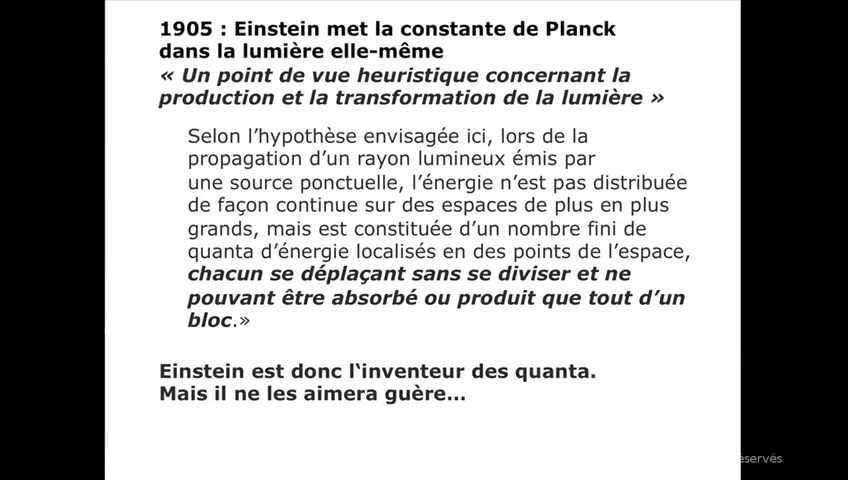 1905 : Einstein met la constante de Planck
dans la lumière elle-même
« Un point de vue heuristique concernant la
production et la transformation de la lumière »
Selon l’hypothèse envisagée ici, lors de la
propagation d’un rayon lumineux émis par
une source ponctuelle, l’énergie n’est pas distribuée
de façon continue sur des espaces de plus en plus
grands, mais est constituée d’un nombre fini de
quanta d’énergie localisés en des points de l’espace,
chacun se déplaçant sans se diviser et ne
pouvant être absorbé ou produit que tout d’un
bloc.»
Einstein est donc l‘inventeur des quanta.
Mais il ne les aimera guère…